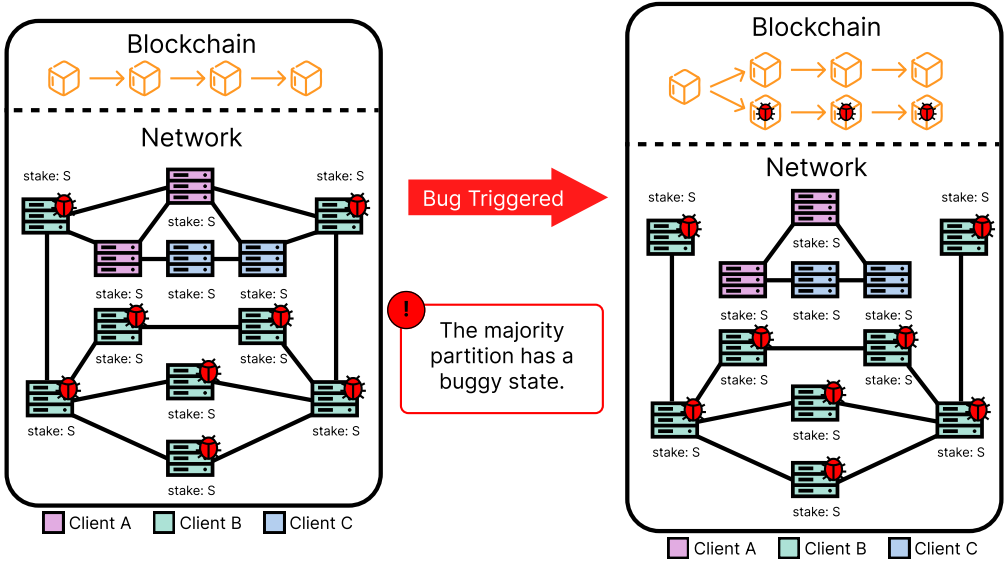 Blockchain
Network
stake: S
stake: S
stake: S
stake: S
stake: S
stake: S
stake: S
stake: S
stake: S
stake: S
stake: S
stake: S
Client A
Client B
Client C
Bug Triggered
!
The majority
partition has a
buggy state.
Blockchain
Network
stake: S
stake: S
stake: S
stake: S
stake: S
stake: S
stake: S
stake: S
stake: S
stake: S
stake: S
stake: S
Client A
Client B
Client C